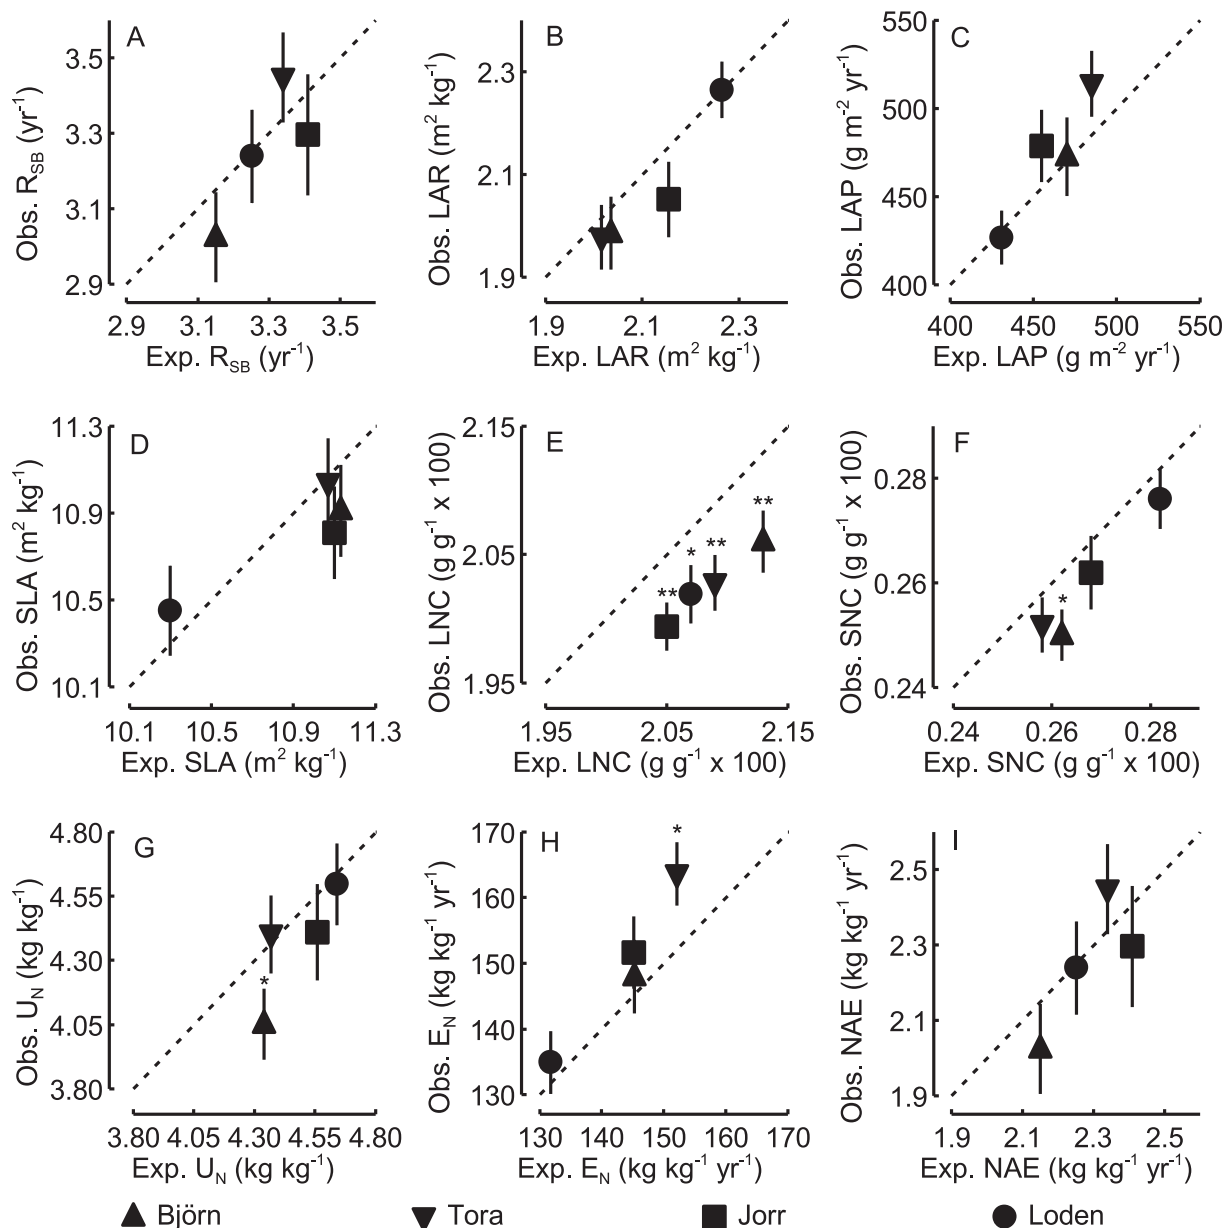 A
3.5
3.3
3.1
2.9
Obs. R_SB (yr⁻¹)
2.9 3.1 3.3 3.5
Exp. R_SB (yr⁻¹)
B
2.3
2.1
1.9
Obs. LAR (m² kg⁻¹)
1.9 2.1 2.3
Exp. LAR (m² kg⁻¹)
C
550
500
450
400
Obs. LAP (g m⁻² yr⁻¹)
400 450 500 550
Exp. LAP (g m⁻² yr⁻¹)
D
11.3
10.9
10.5
10.1
Obs. SLA (m² kg⁻¹)
10.1 10.5 10.9 11.3
Exp. SLA (m² kg⁻¹)
E
2.15
2.05
1.95
Obs. LNC (g g⁻¹ x 100)
** * ** **
1.95 2.05 2.15
Exp. LNC (g g⁻¹ x 100)
F
0.28
0.26
0.24
Obs. SNC (g g⁻¹ x 100)
*
0.24 0.26 0.28
Exp. SNC (g g⁻¹ x 100)
G
4.80
4.55
4.30
4.05
3.80
Obs. U_N (kg kg⁻¹)
*
3.80 4.05 4.30 4.55 4.80
Exp. U_N (kg kg⁻¹)
H
170
160
150
140
130
Obs. E_N (kg kg⁻¹ yr⁻¹)
*
130 140 150 160 170
Exp. E_N (kg kg⁻¹ yr⁻¹)
I
2.5
2.3
2.1
1.9
Obs. NAE (kg kg⁻¹ yr⁻¹)
1.9 2.1 2.3 2.5
Exp. NAE (kg kg⁻¹ yr⁻¹)
Björn Tora Jorr Loden